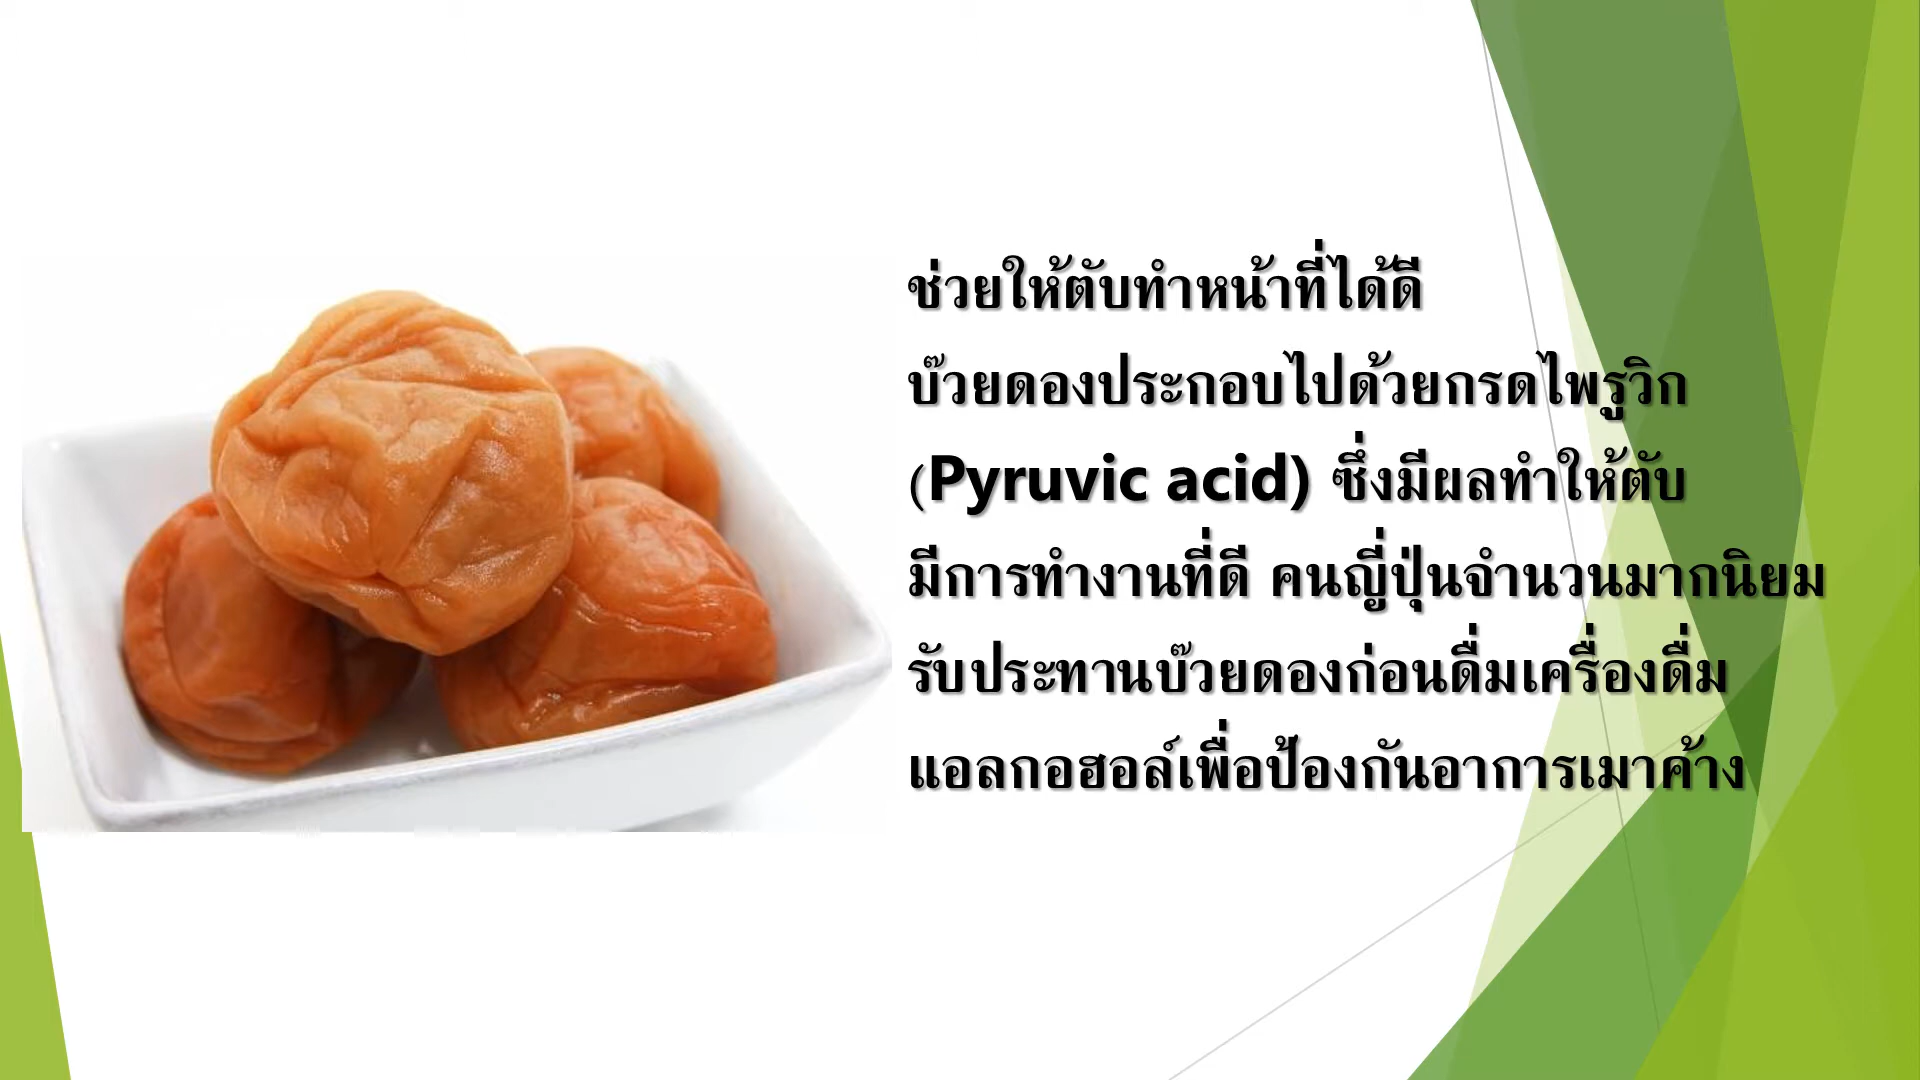 ช่วยให้ตับทำหน้าที่ได้ดี
บ๊วยดองประกอบไปด้วยกรดไพรูวิก
(Pyruvic acid) ซึ่งมีผลทำให้ตับ
มีการทำงานที่ดี คนญี่ปุ่นจำนวนมากนิยม
รับประทานบ๊วยดองก่อนดื่มเครื่องดื่ม
แอลกอฮอล์เพื่อป้องกันอาการเมาค้าง